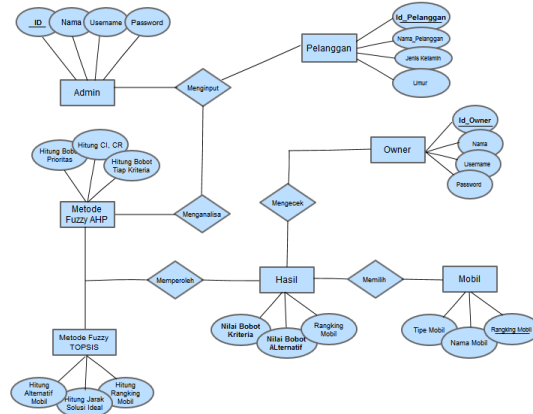 ID
Nama
Username
Password
Admin
Menginput
Pelanggan
Id_Pelanggan
Nama_Pelanggan
Jenis Kelamin
Umur
Hitung Bobot
Prioritas
Hitung CI, CR
Hitung Bobot
Tiap Kriteria
Metode
Fuzzy AHP
Menganalisa
Mengecek
Owner
Id_Owner
Nama
Username
Password
Memperoleh
Hasil
Memilih
Mobil
Nilai Bobot
Kriteria
Nilai Bobot
ALternatif
Rangking
Mobil
Tipe Mobil
Nama Mobil
Rangking Mobil
Metode Fuzzy
TOPSIS
Hitung
Alternatif
Mobil
Hitung Jarak
Solusi Ideal
Hitung
Rangking
Mobil